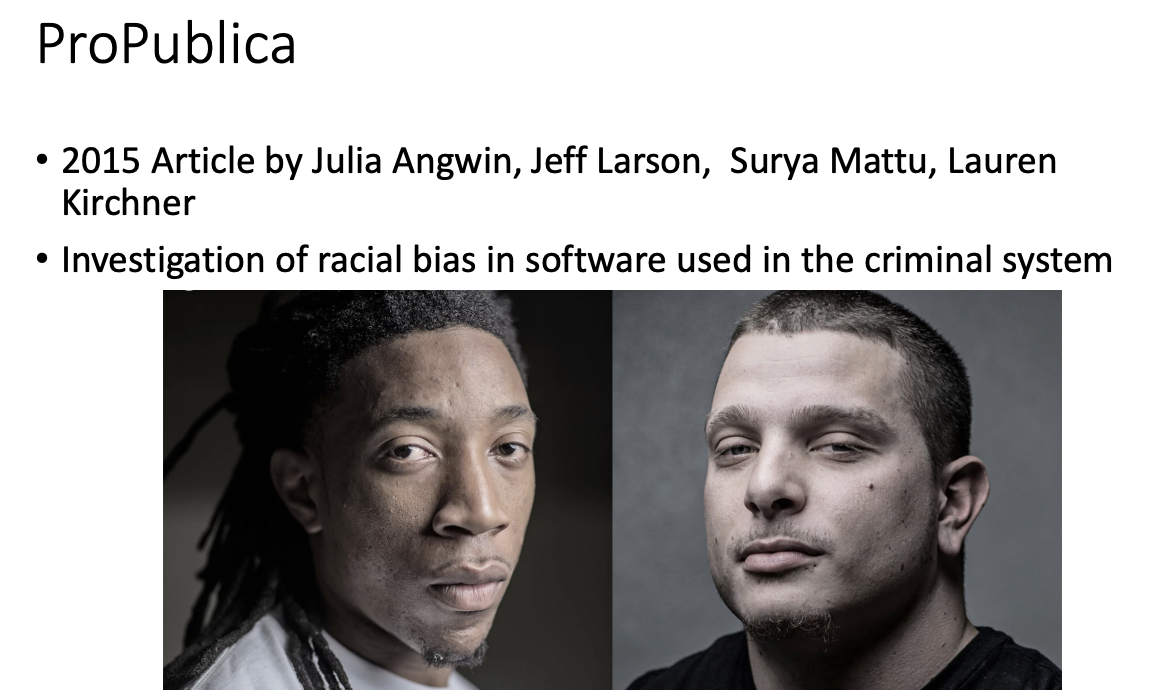 ProPublica
• 2015 Article by Julia Angwin, Jeff Larson,  Surya Mattu, Lauren
Kirchner
• Investigation of racial bias in software used in the criminal system